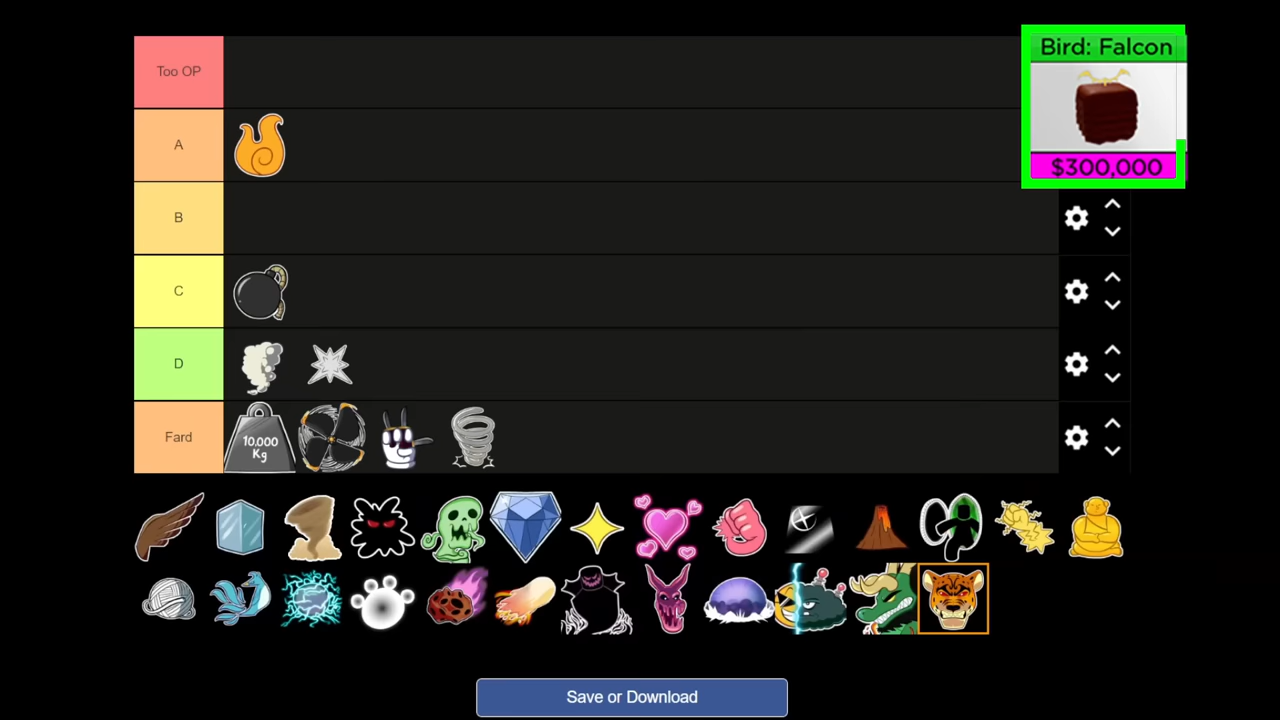 Too OP
Bird: Falcon
$300,000
A
B
C
D
Fard
10,000
Kg
Save or Download